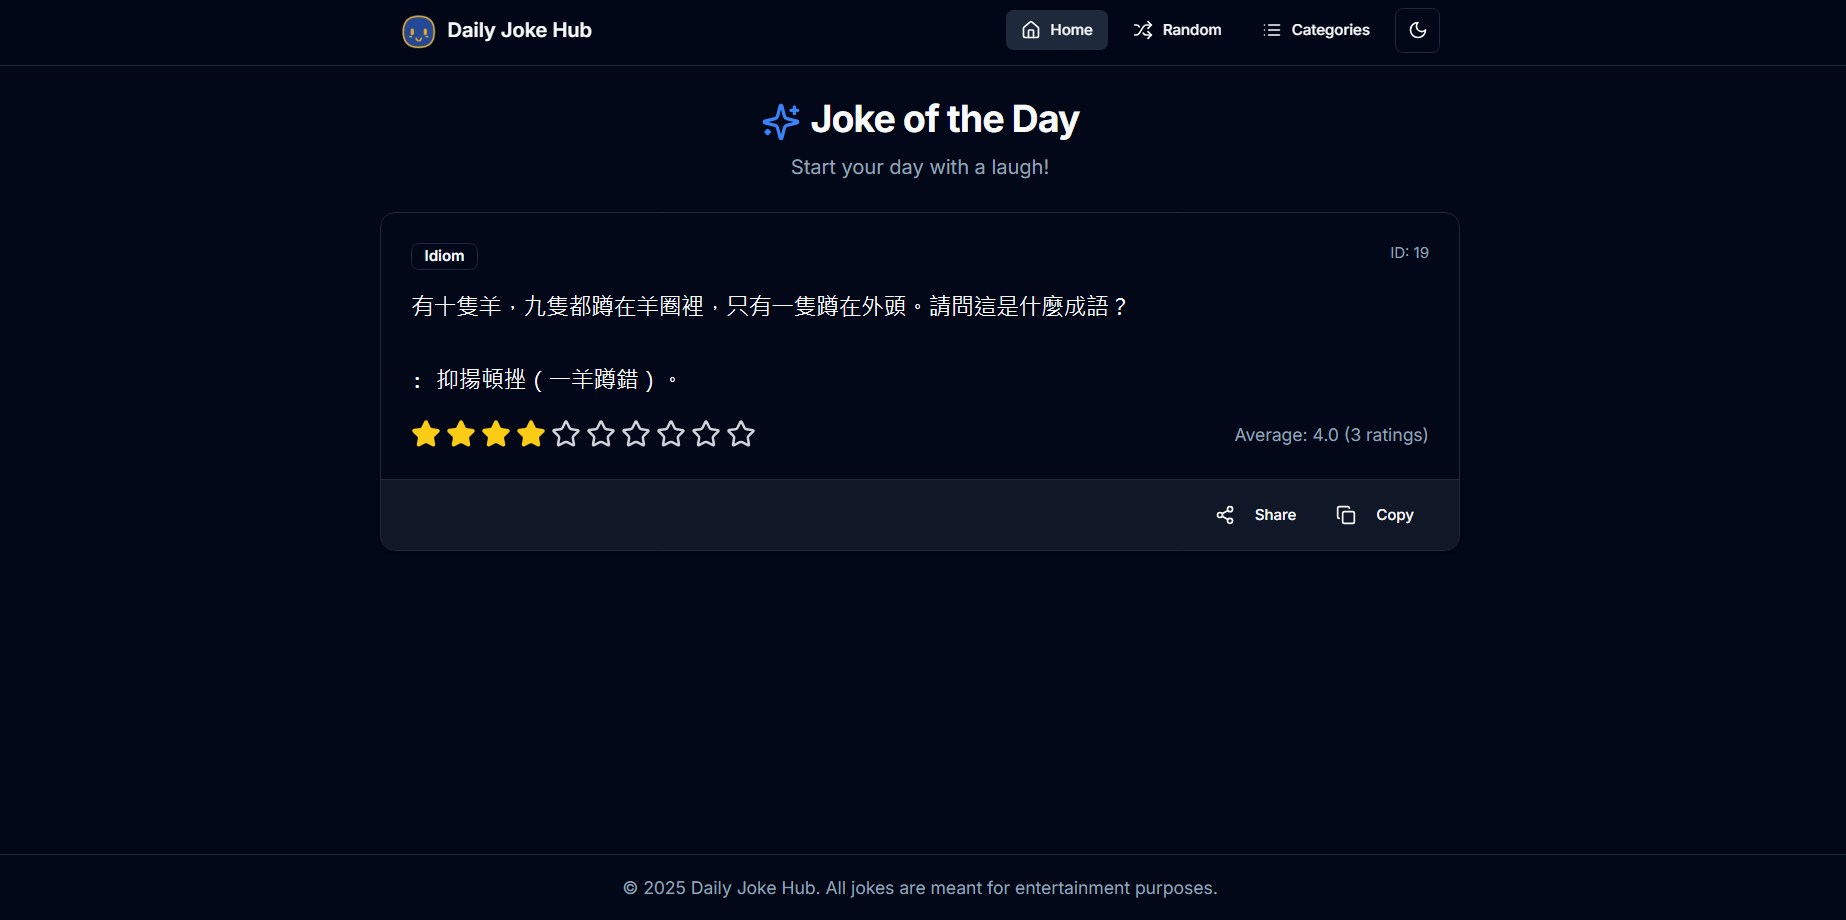 Daily Joke Hub
Home
Random
Categories
Joke of the Day
Start your day with a laugh!
Idiom
ID: 19
有十隻羊，九隻都蹲在羊圈裡，只有一隻蹲在外頭。請問這是什麼成語？
： 抑揚頓挫（一羊蹲錯）。
Average: 4.0 (3 ratings)
Share
Copy
© 2025 Daily Joke Hub. All jokes are meant for entertainment purposes.